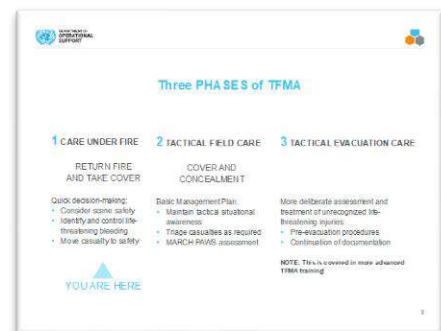 DEPARTMENT OF
OPERATIONAL
SUPPORT
Three PHASES of TFMA
1 CARE UNDER FIRE
RETURN FIRE
AND TAKE COVER
Quick decision-making:
• Consider scene safety
• Identify and control life-
threatening bleeding
• Move casualty to safety
YOU ARE HERE
2 TACTICAL FIELD CARE
COVER AND
CONCEALMENT
Basic Management Plan:
• Maintain tactical situational
awareness
• Triage casualties as required
• MARCH PAWS assessment
3 TACTICAL EVACUATION CARE
More deliberate assessment and
treatment of unrecognized life-
threatening injuries:
• Pre-evacuation procedures
• Continuation of documentation
NOTE: This is covered in more advanced
TFMA training